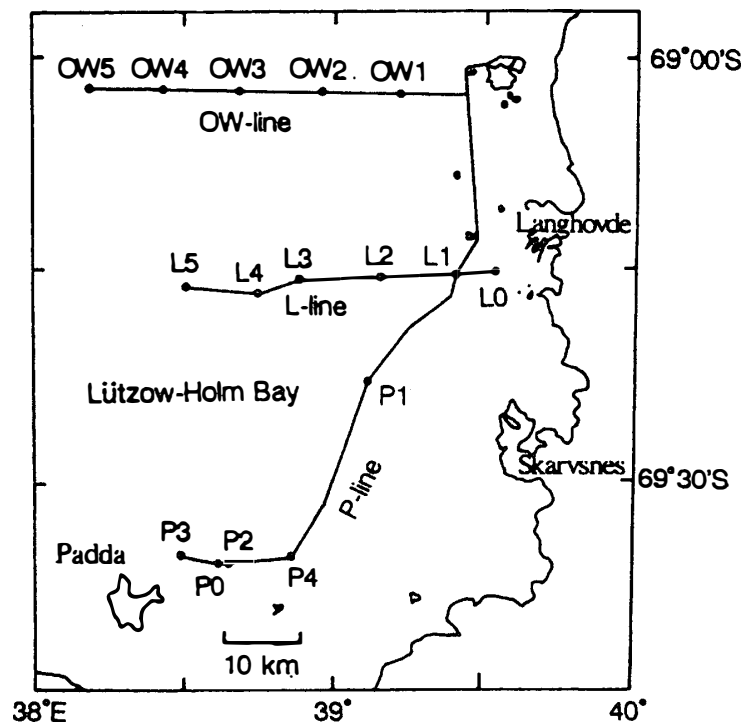 OW5 OW4 OW3 OW2 OW1
69°00'S
OW-line
Langhovde
L5 L4 L3 L2 L1
L0
L-line
Lützow-Holm Bay
P1
Skarvsnes
69°30'S
P-line
P3 P2
Padda
P0 P4
10 km
38°E 39° 40°